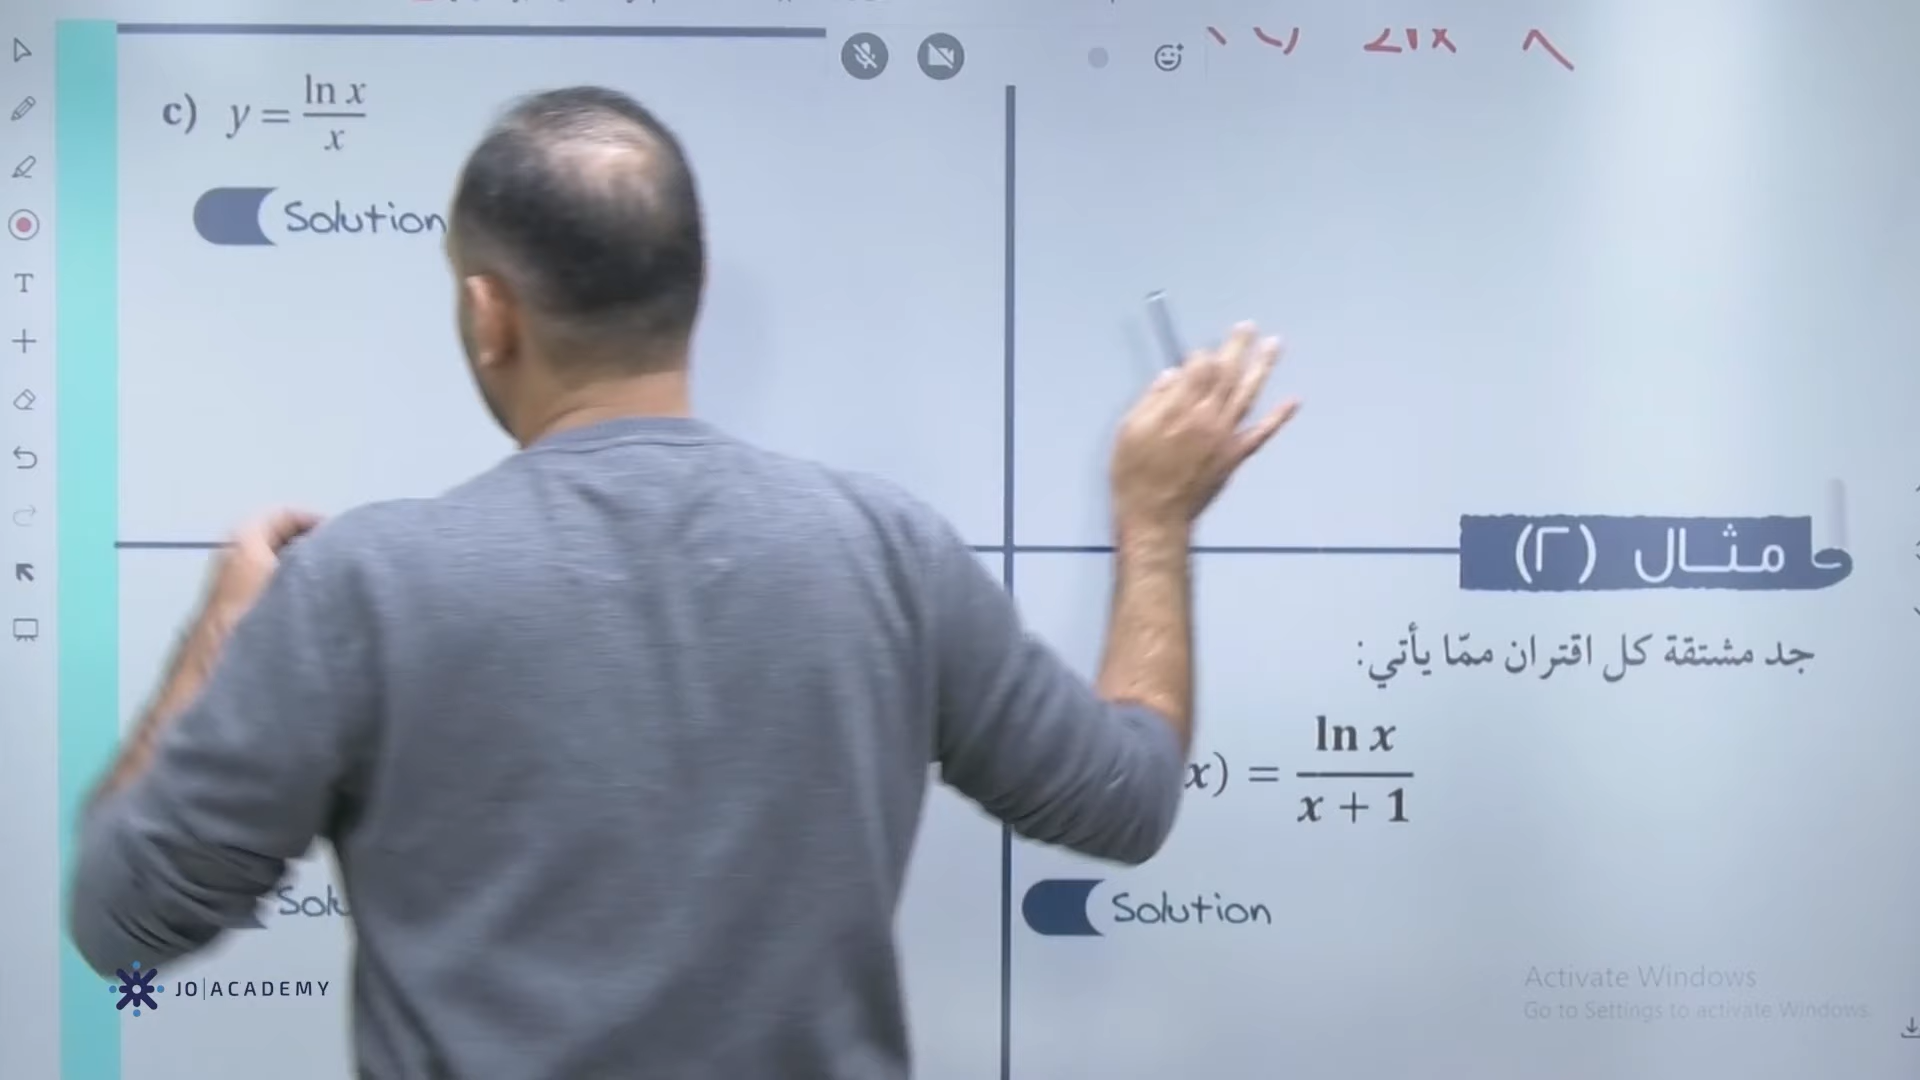 c) y = ln x / x
Solution
مثال (٢)
جد مشتقة كل اقتران ممّا يأتي:
x) = ln x / x + 1
Solution
JO|ACADEMY
Activate Windows
Go to Settings to activate Windows.